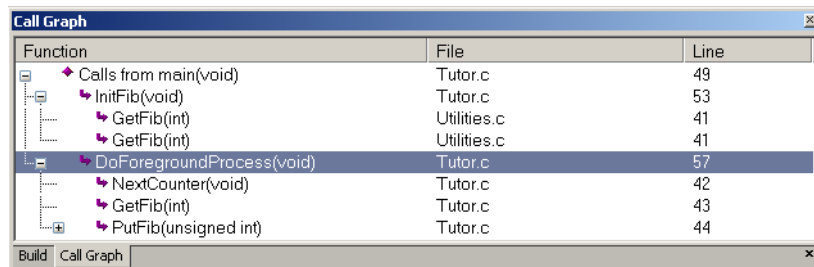 Call Graph
Function File Line
Calls from main(void) Tutor.c 49
InitFib(void) Tutor.c 53
GetFib(int) Utilities.c 41
GetFib(int) Utilities.c 41
DoForegroundProcess(void) Tutor.c 57
NextCounter(void) Tutor.c 42
GetFib(int) Tutor.c 43
PutFib(unsigned int) Tutor.c 44
Build Call Graph